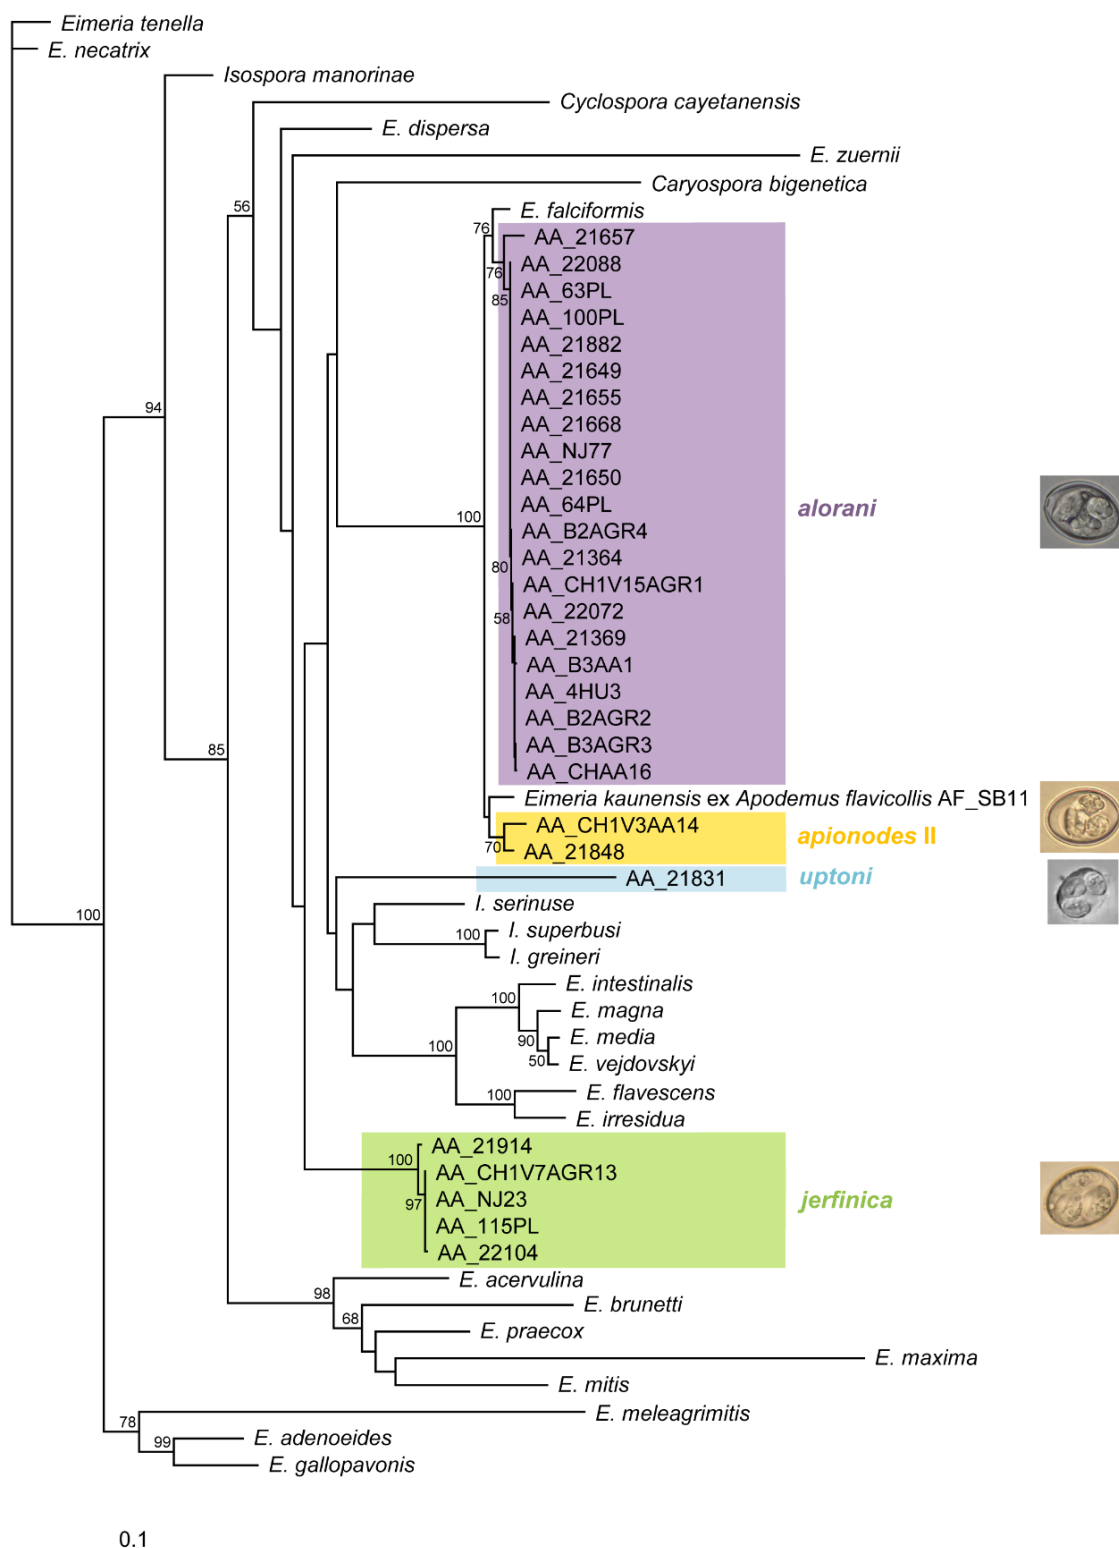 Eimeria tenella
E. necatrix
Isospora manorinae
Cyclospora cayetanensis
E. dispersa
E. zuernii
Caryospora bigenetica
56
E. falciformis
76
AA_21657
AA_22088
76
AA_63PL
85
AA_100PL
AA_21882
AA_21649
AA_21655
94
AA_21668
AA_NJ77
AA_21650
AA_64PL
alorani
100
AA_B2AGR4
AA_21364
80
AA_CH1V15AGR1
AA_22072
58
AA_21369
AA_B3AA1
AA_4HU3
AA_B2AGR2
AA_B3AGR3
85
AA_CHAA16
Eimeria kaunensis ex Apodemus flavicollis AF_SB11
AA_CH1V3AA14
apionodes II
70
AA_21848
AA_21831
uptoni
I. serinuse
100
I. superbusi
100
I. greineri
E. intestinalis
100
E. magna
E. media
90
100
E. vejdovskyi
50
E. flavescens
100
E. irresidua
AA_21914
100
AA_CH1V7AGR13
AA_NJ23
jerfinica
97
AA_115PL
AA_22104
E. acervulina
98
E. brunetti
68
E. praecox
E. maxima
E. mitis
E. meleagrimitis
78
E. adenoeides
99
E. gallopavonis
0.1